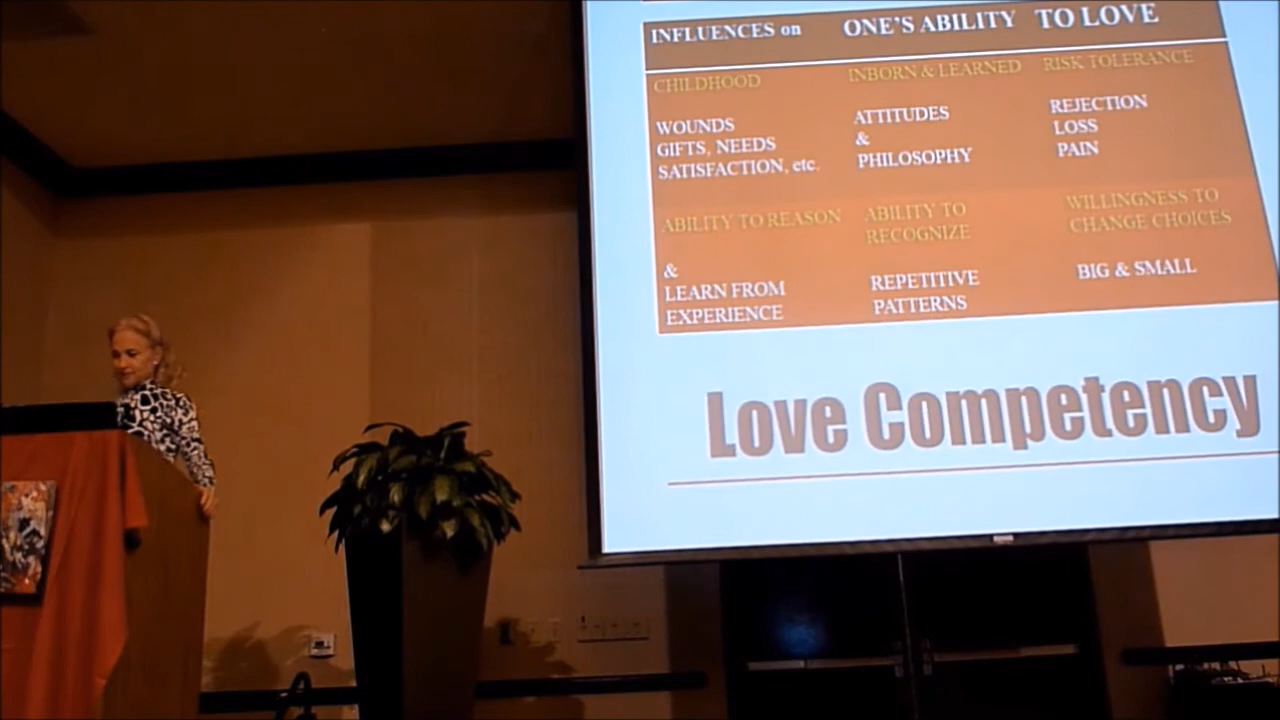 INFLUENCES on ONE'S ABILITY TO LOVE
CHILDHOOD
WOUNDS
GIFTS, NEEDS
SATISFACTION, etc.
INBORN & LEARNED
ATTITUDES
&
PHILOSOPHY
RISK TOLERANCE
REJECTION
LOSS
PAIN
ABILITY TO REASON
&
LEARN FROM
EXPERIENCE
ABILITY TO
RECOGNIZE
REPETITIVE
PATTERNS
WILLINGNESS TO
CHANGE CHOICES
BIG & SMALL
Love Competency